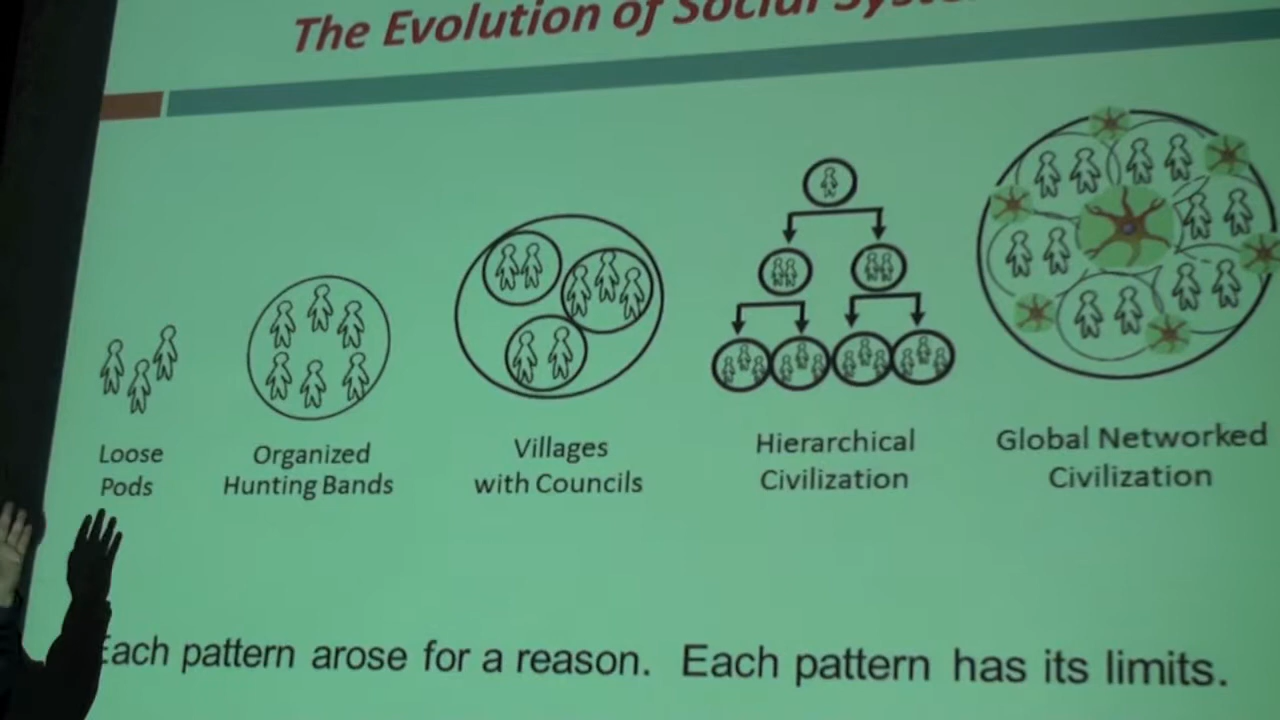 The Evolution of Social
Loose
Pods
Organized
Hunting Bands
Villages
with Councils
Hierarchical
Civilization
Global Networked
Civilization
Each pattern arose for a reason. Each pattern has its limits.